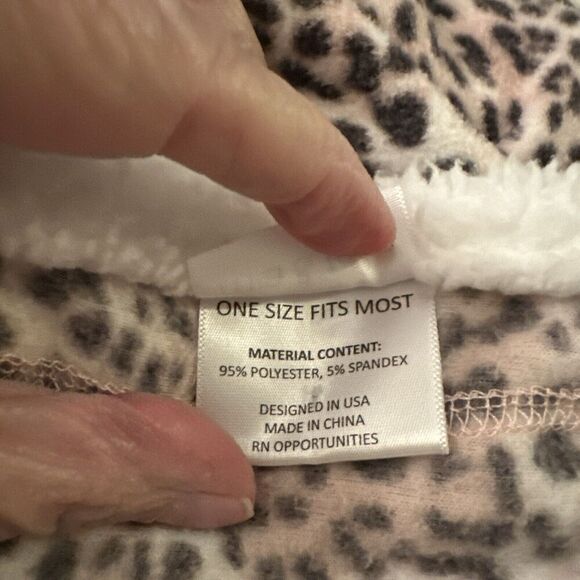 ONE SIZE FITS MOST
MATERIAL CONTENT:
95% POLYESTER, 5% SPANDEX
DESIGNED IN USA
MADE IN CHINA
RN OPPORTUNITIES